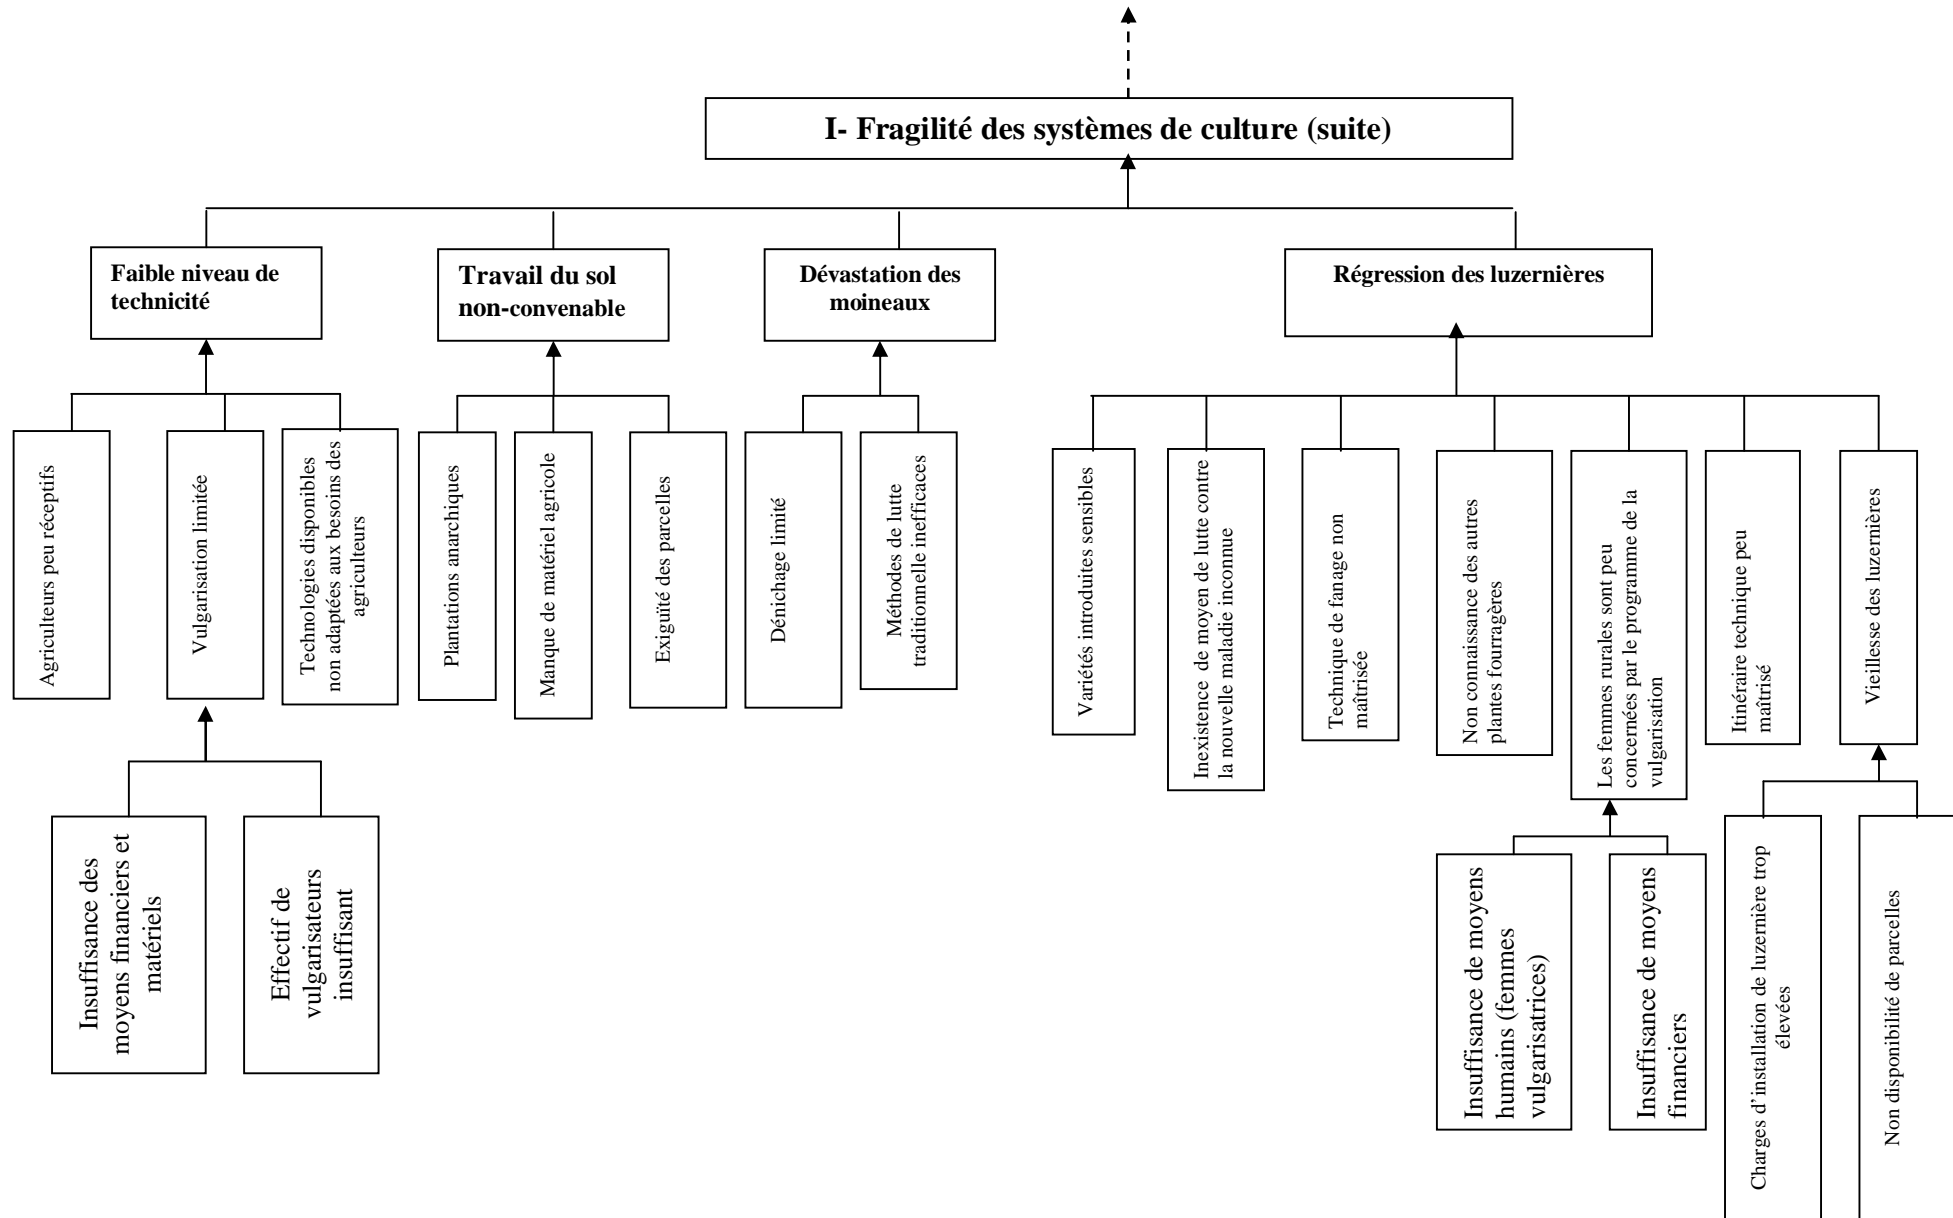 I- Fragilité des systèmes de culture (suite)
Faible niveau de
technicité
Travail du sol
non-convenable
Dévastation des
moineaux
Régression des luzernières
Agriculteurs peu réceptifs
Vulgarisation limitée
Technologies disponibles
non adaptées aux besoins des
agriculteurs
Plantations anarchiques
Manque de matériel agricole
Exiguïté des parcelles
Dénichage limité
Méthodes de lutte
traditionnelle inefficaces
Variétés introduites sensibles
Inexistence de moyen de lutte contre
la nouvelle maladie inconnue
Technique de fanage non
maîtrisée
Non connaissance des autres
plantes fourragères
Les femmes rurales sont peu
concernées par le programme de la
vulgarisation
Itinéraire technique peu
maîtrisé
Vieillesse des luzernières
Insuffisance des
moyens financiers et
matériels
Effectif de
vulgarisateurs
insuffisant
Insuffisance de moyens
humains (femmes
vulgarisatrices)
Insuffisance de moyens
financiers
Charges d'installation de luzernière trop
élevées
Non disponibilité de parcelles